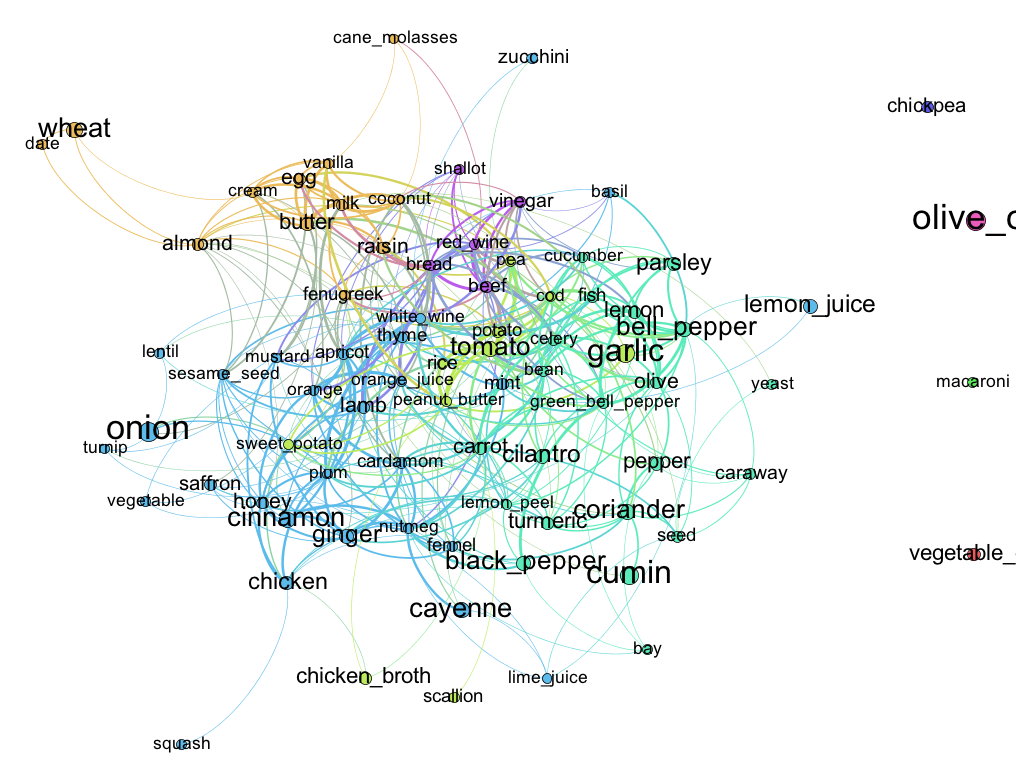 cane_molasses
zucchini
chickpea
wheat
date
vanilla
shallot
egg
cream
basil
milk
coconut
vinegar
olive_o
butter
almond
raisin
red_wine
cucumber
pea
parsley
bread
beef
fenugreek
cod
fish
lemon
lemon_juice
white_wine
bell_pepper
potato
thyme
celery
tomato
garlic
lentil
mustard
apricot
rice
sesame_seed
bean
orange_juice
mint
olive
yeast
macaroni
orange
peanut_butter
green_bell_pepper
lamb
onion
turnip
sweet_potato
carrot
cilantro
cardamom
pepper
plum
caraway
saffron
vegetable
honey
lemon_peel
coriander
cinnamon
turmeric
nutmeg
ginger
seed
fennel
vegetable_
black_pepper
cumin
chicken
cayenne
bay
chicken_broth
lime_juice
scallion
squash